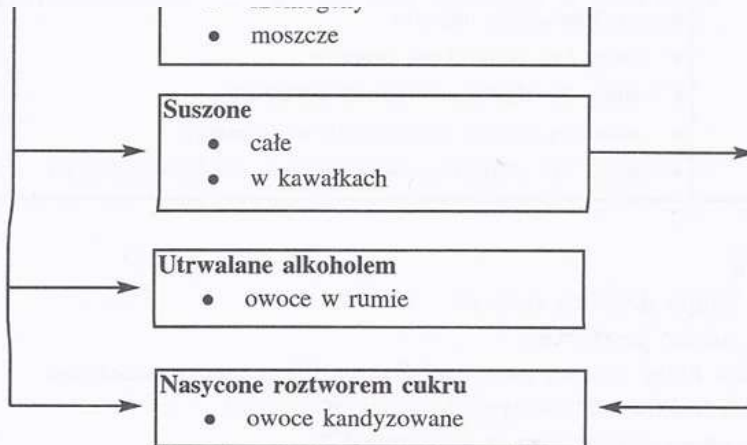 • moszcze
Suszone
• całe
• w kawałkach
Utrwalane alkoholem
• owoce w rumie
Nasycone roztworem cukru
• owoce kandyzowane